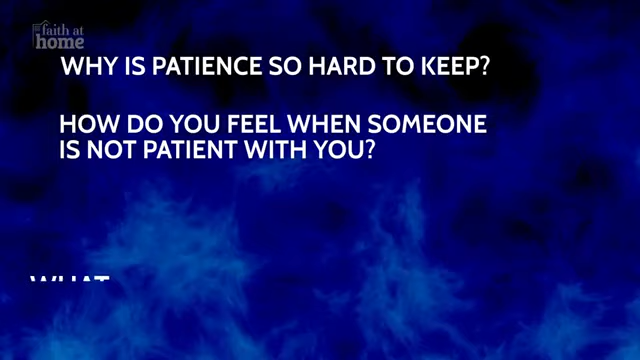 faith at
home
WHY IS PATIENCE SO HARD TO KEEP?
HOW DO YOU FEEL WHEN SOMEONE
IS NOT PATIENT WITH YOU?
WHAT